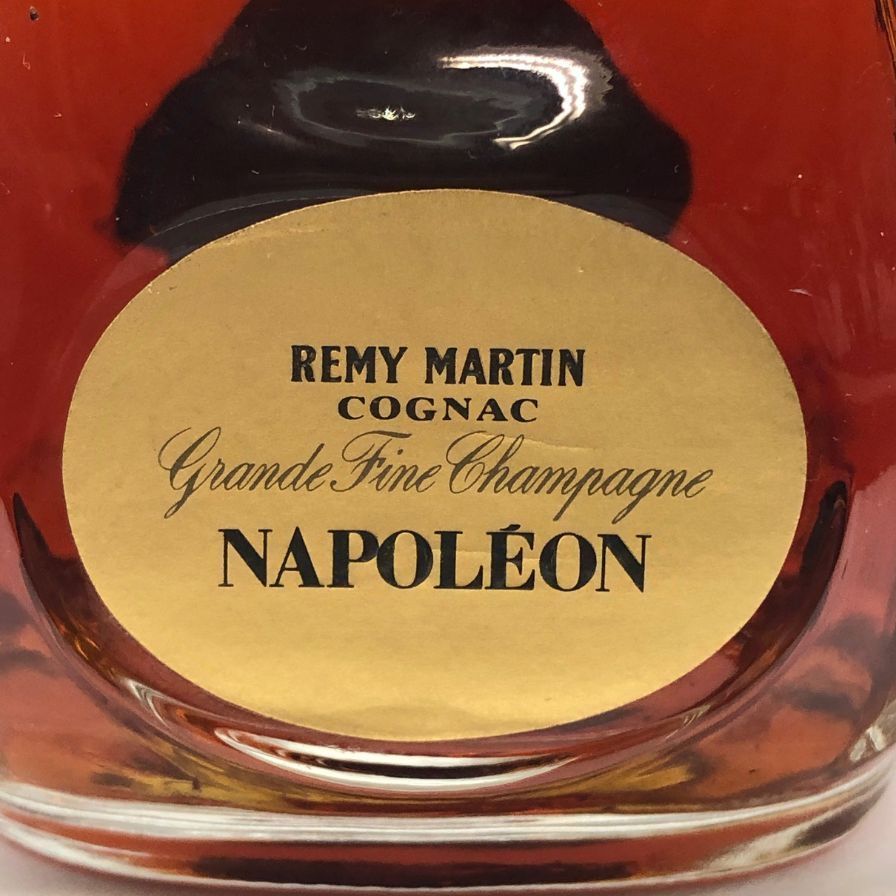 REMY MARTIN
COGNAC
Grande Fine Champagne
NAPOLÉON